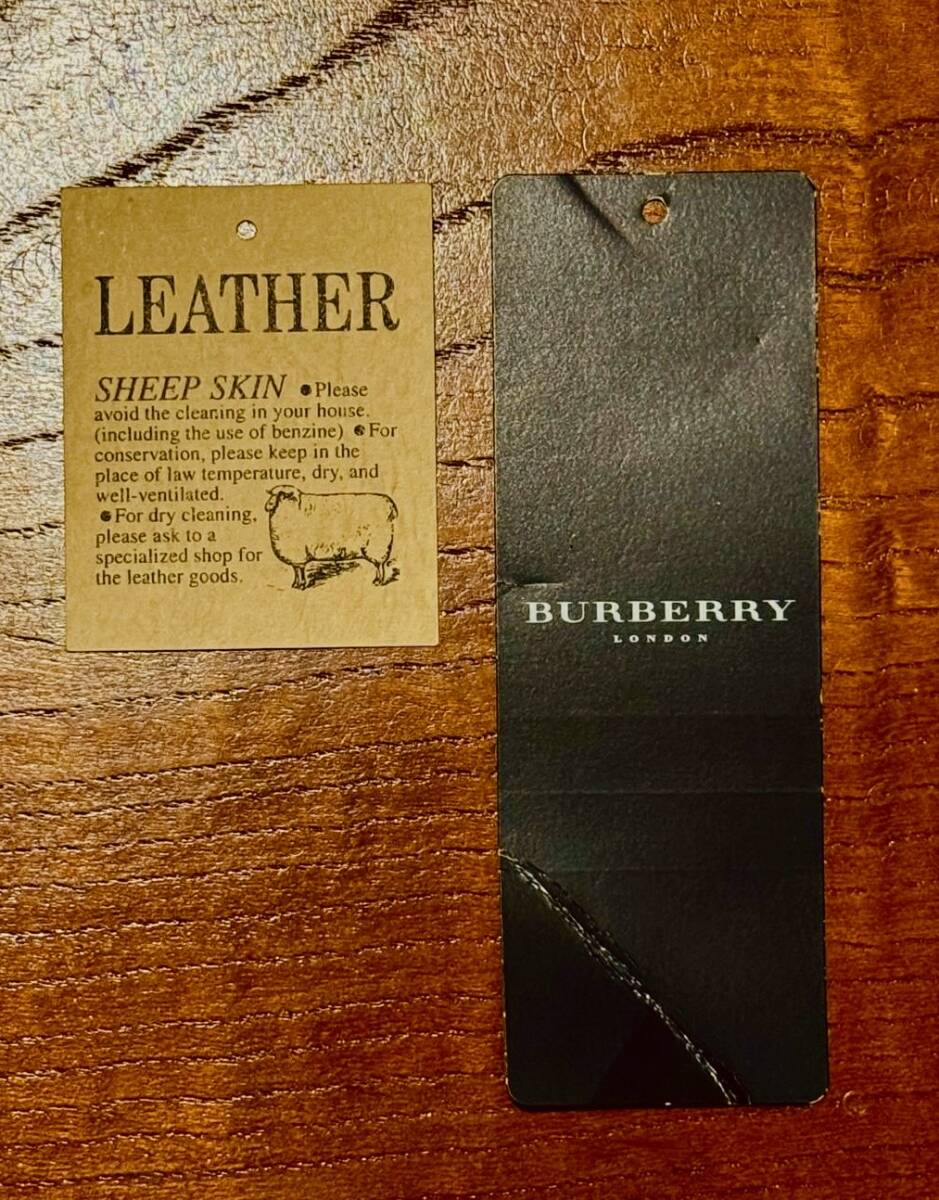 LEATHER
SHEEP SKIN ●Please
avoid the cleaning in your house.
(including the use of benzine) ●For
conservation, please keep in the
place of law temperature, dry, and
well-ventilated.
●For dry cleaning,
please ask to a
specialized shop for
the leather goods.
BURBERRY
LONDON